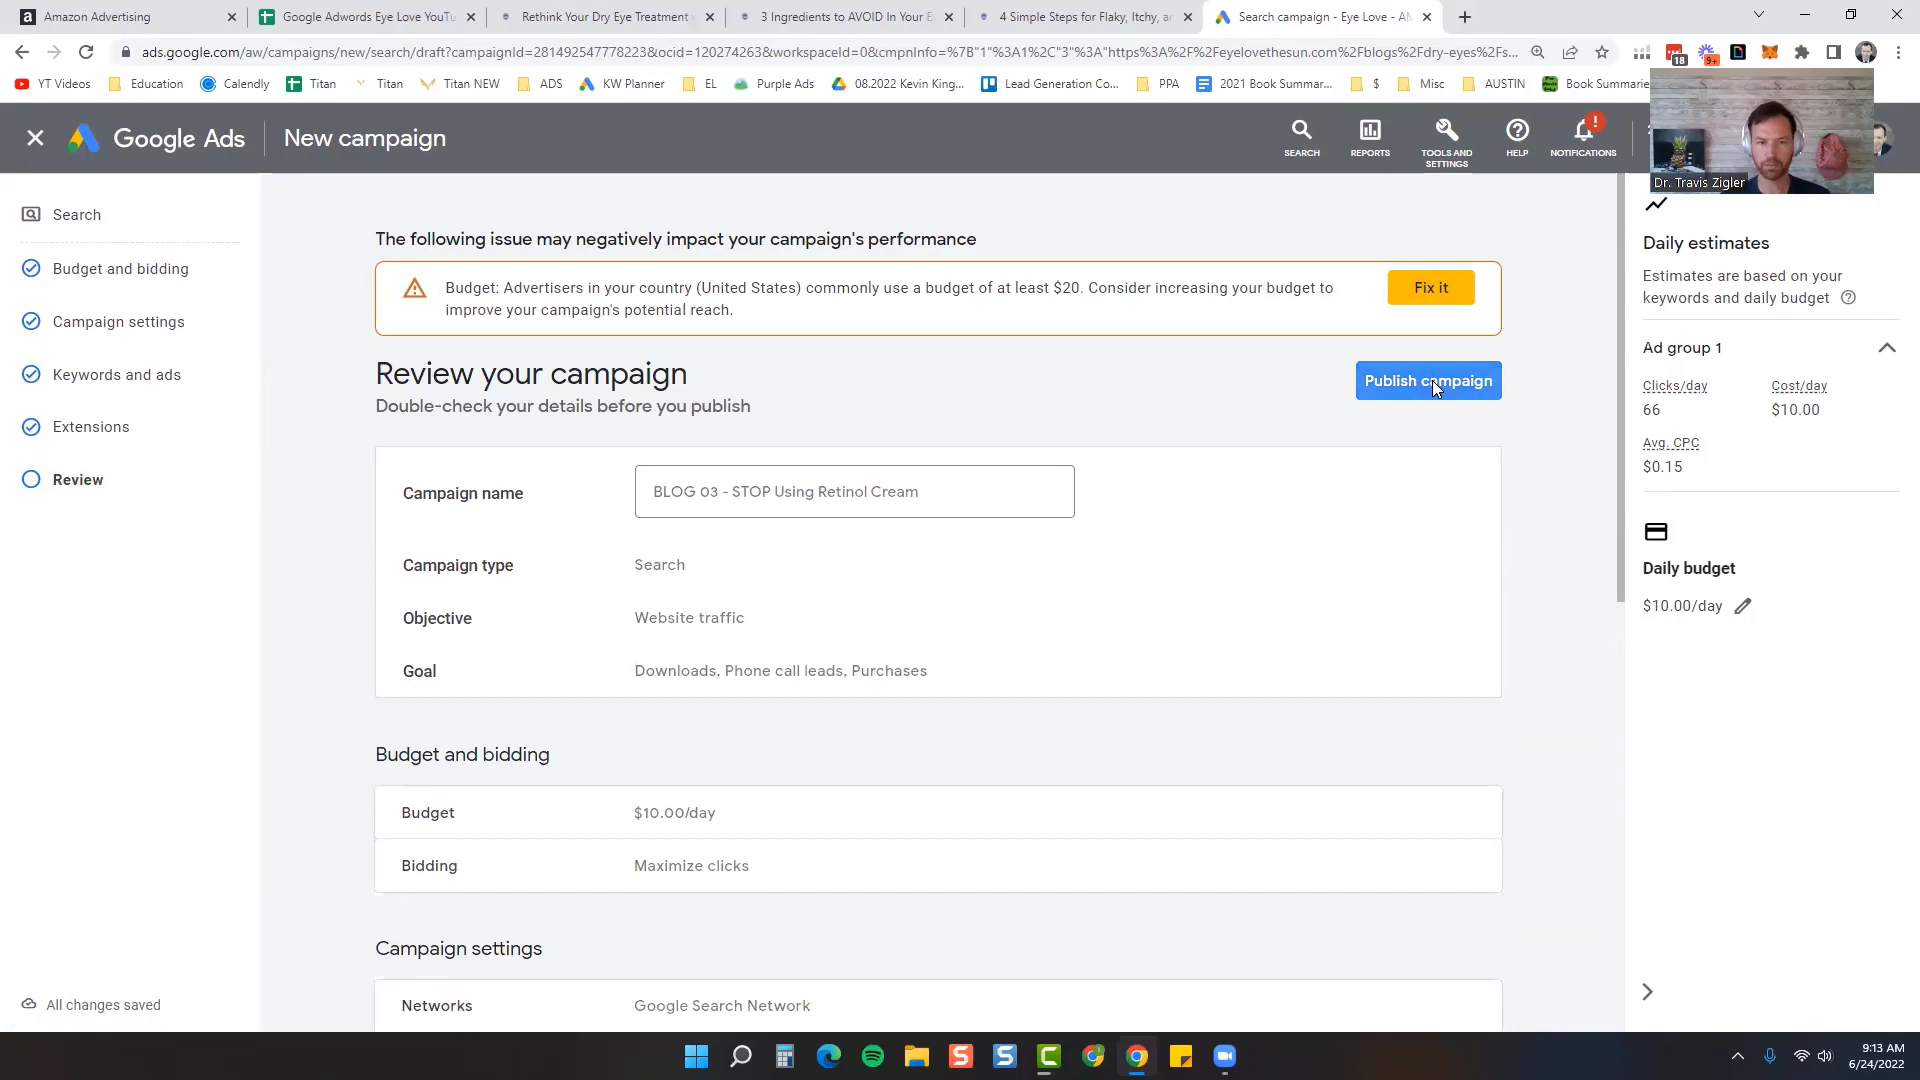 Amazon Advertising
Google Adwords Eye Love YouTu
Rethink Your Dry Eye Treatment
3 Ingredients to AVOID In Your E
4 Simple Steps for Flaky, Itchy, a
Search campaign - Eye Love - AM
ads.google.com/aw/campaigns/new/search/draft?campaignId=281492547778223&ocid=120274263&workspaceId=0&cmpnInfo=%7B"1"%3A1%2C"3"%3A"https%3A%2F%2Feyelovethesun.com%2Fblogs%2Fdry-eyes%2Fs...
18
9+
YT Videos
Education
Calendly
Titan
Titan
Titan NEW
ADS
KW Planner
EL
Purple Ads
08.2022 Kevin King...
Lead Generation Co...
PPA
2021 Book Summar...
$
Misc
AUSTIN
Book Summarie
Google Ads
New campaign
SEARCH
REPORTS
TOOLS AND
SETTINGS
HELP
NOTIFICATIONS
Dr. Travis Zigler
Search
Budget and bidding
Campaign settings
Keywords and ads
Extensions
Review
All changes saved
The following issue may negatively impact your campaign's performance
Budget: Advertisers in your country (United States) commonly use a budget of at least $20. Consider increasing your budget to
improve your campaign's potential reach.
Fix it
Review your campaign
Double-check your details before you publish
Publish campaign
Campaign name
BLOG 03 - STOP Using Retinol Cream
Campaign type
Search
Objective
Website traffic
Goal
Downloads, Phone call leads, Purchases
Budget and bidding
Budget
$10.00/day
Bidding
Maximize clicks
Campaign settings
Networks
Google Search Network
Daily estimates
Estimates are based on your
keywords and daily budget
Ad group 1
Clicks/day
Cost/day
66
$10.00
Avg. CPC
$0.15
Daily budget
$10.00/day
9:13 AM
6/24/2022